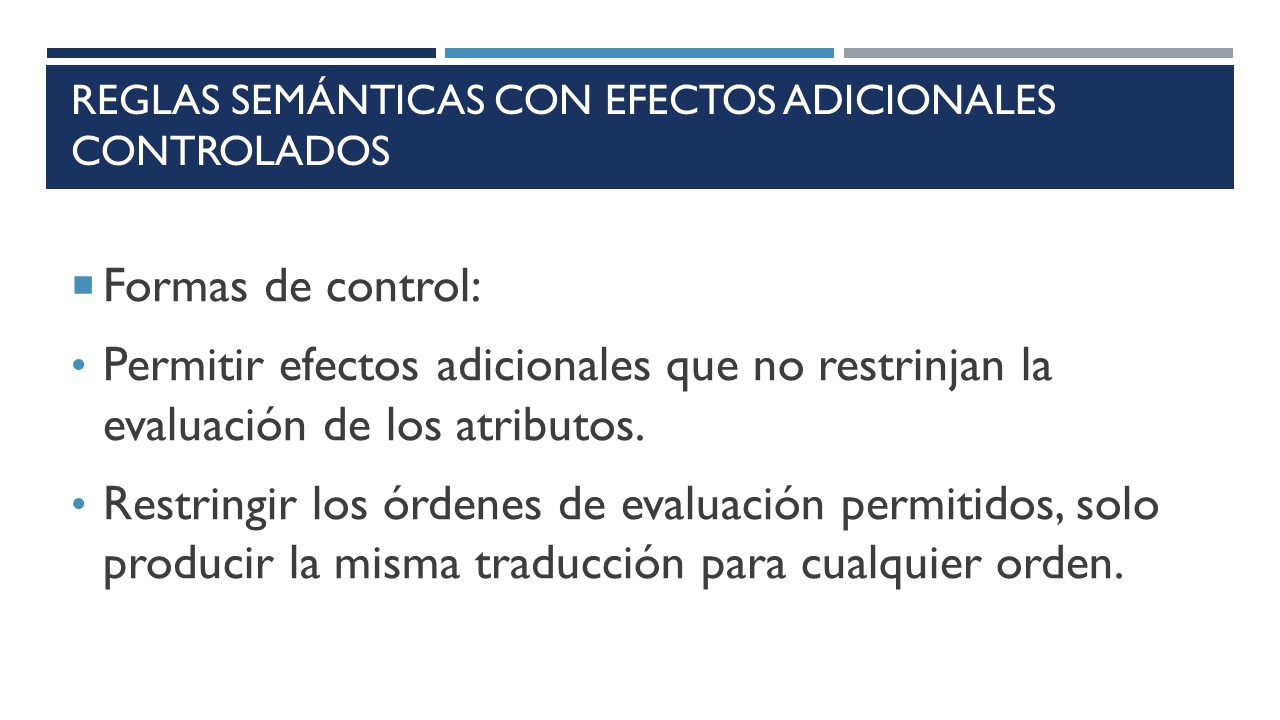 REGLAS SEMÁNTICAS CON EFECTOS ADICIONALES
CONTROLADOS
Formas de control:
Permitir efectos adicionales que no restrinjan la
evaluación de los atributos.
Restringir los órdenes de evaluación permitidos, solo
producir la misma traducción para cualquier orden.